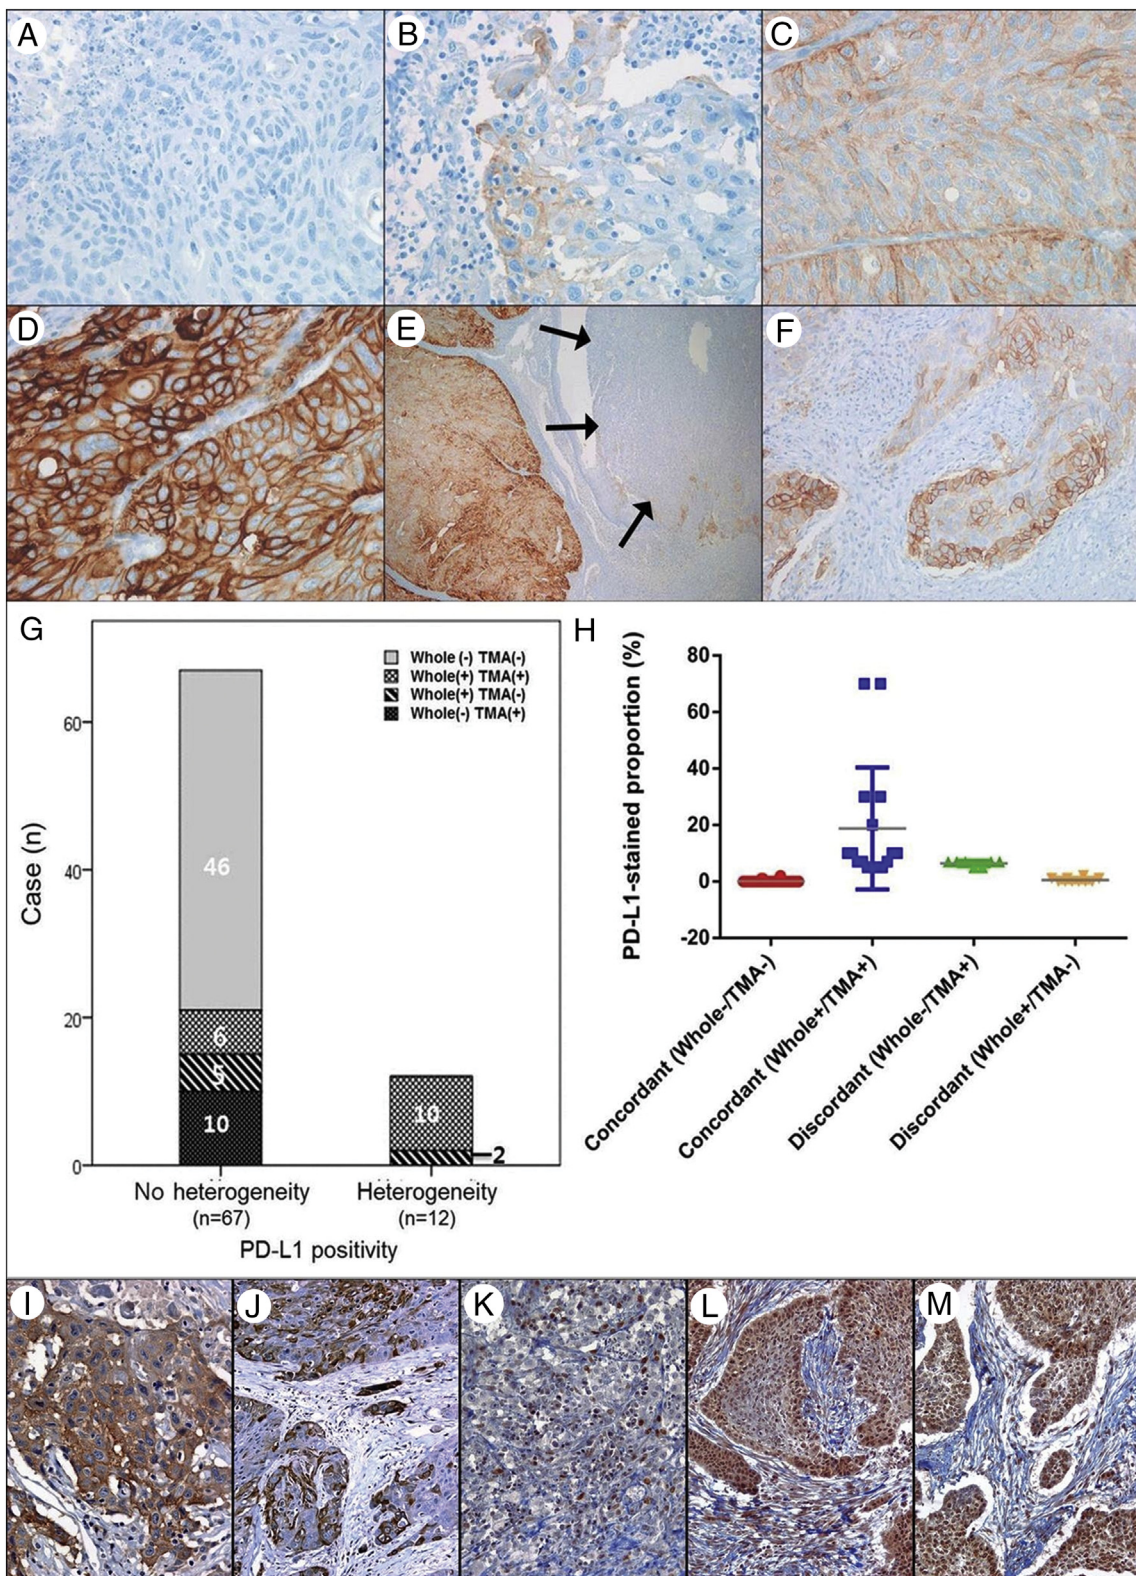 A
B
C
D
E
F
G
Case (n)
60
40
20
0
Whole (-) TMA(-)
Whole(+) TMA(+)
Whole(+) TMA(-)
Whole(-) TMA(+)
46
6
5
10
10
2
No heterogeneity
(n=67)
Heterogeneity
(n=12)
PD-L1 positivity
H
PD-L1-stained proportion (%)
80
60
40
20
0
-20
Concordant (Whole-/TMA-)
Concordant (Whole+/TMA+)
Discordant (Whole-/TMA+)
Discordant (Whole+/TMA-)
I
J
K
L
M